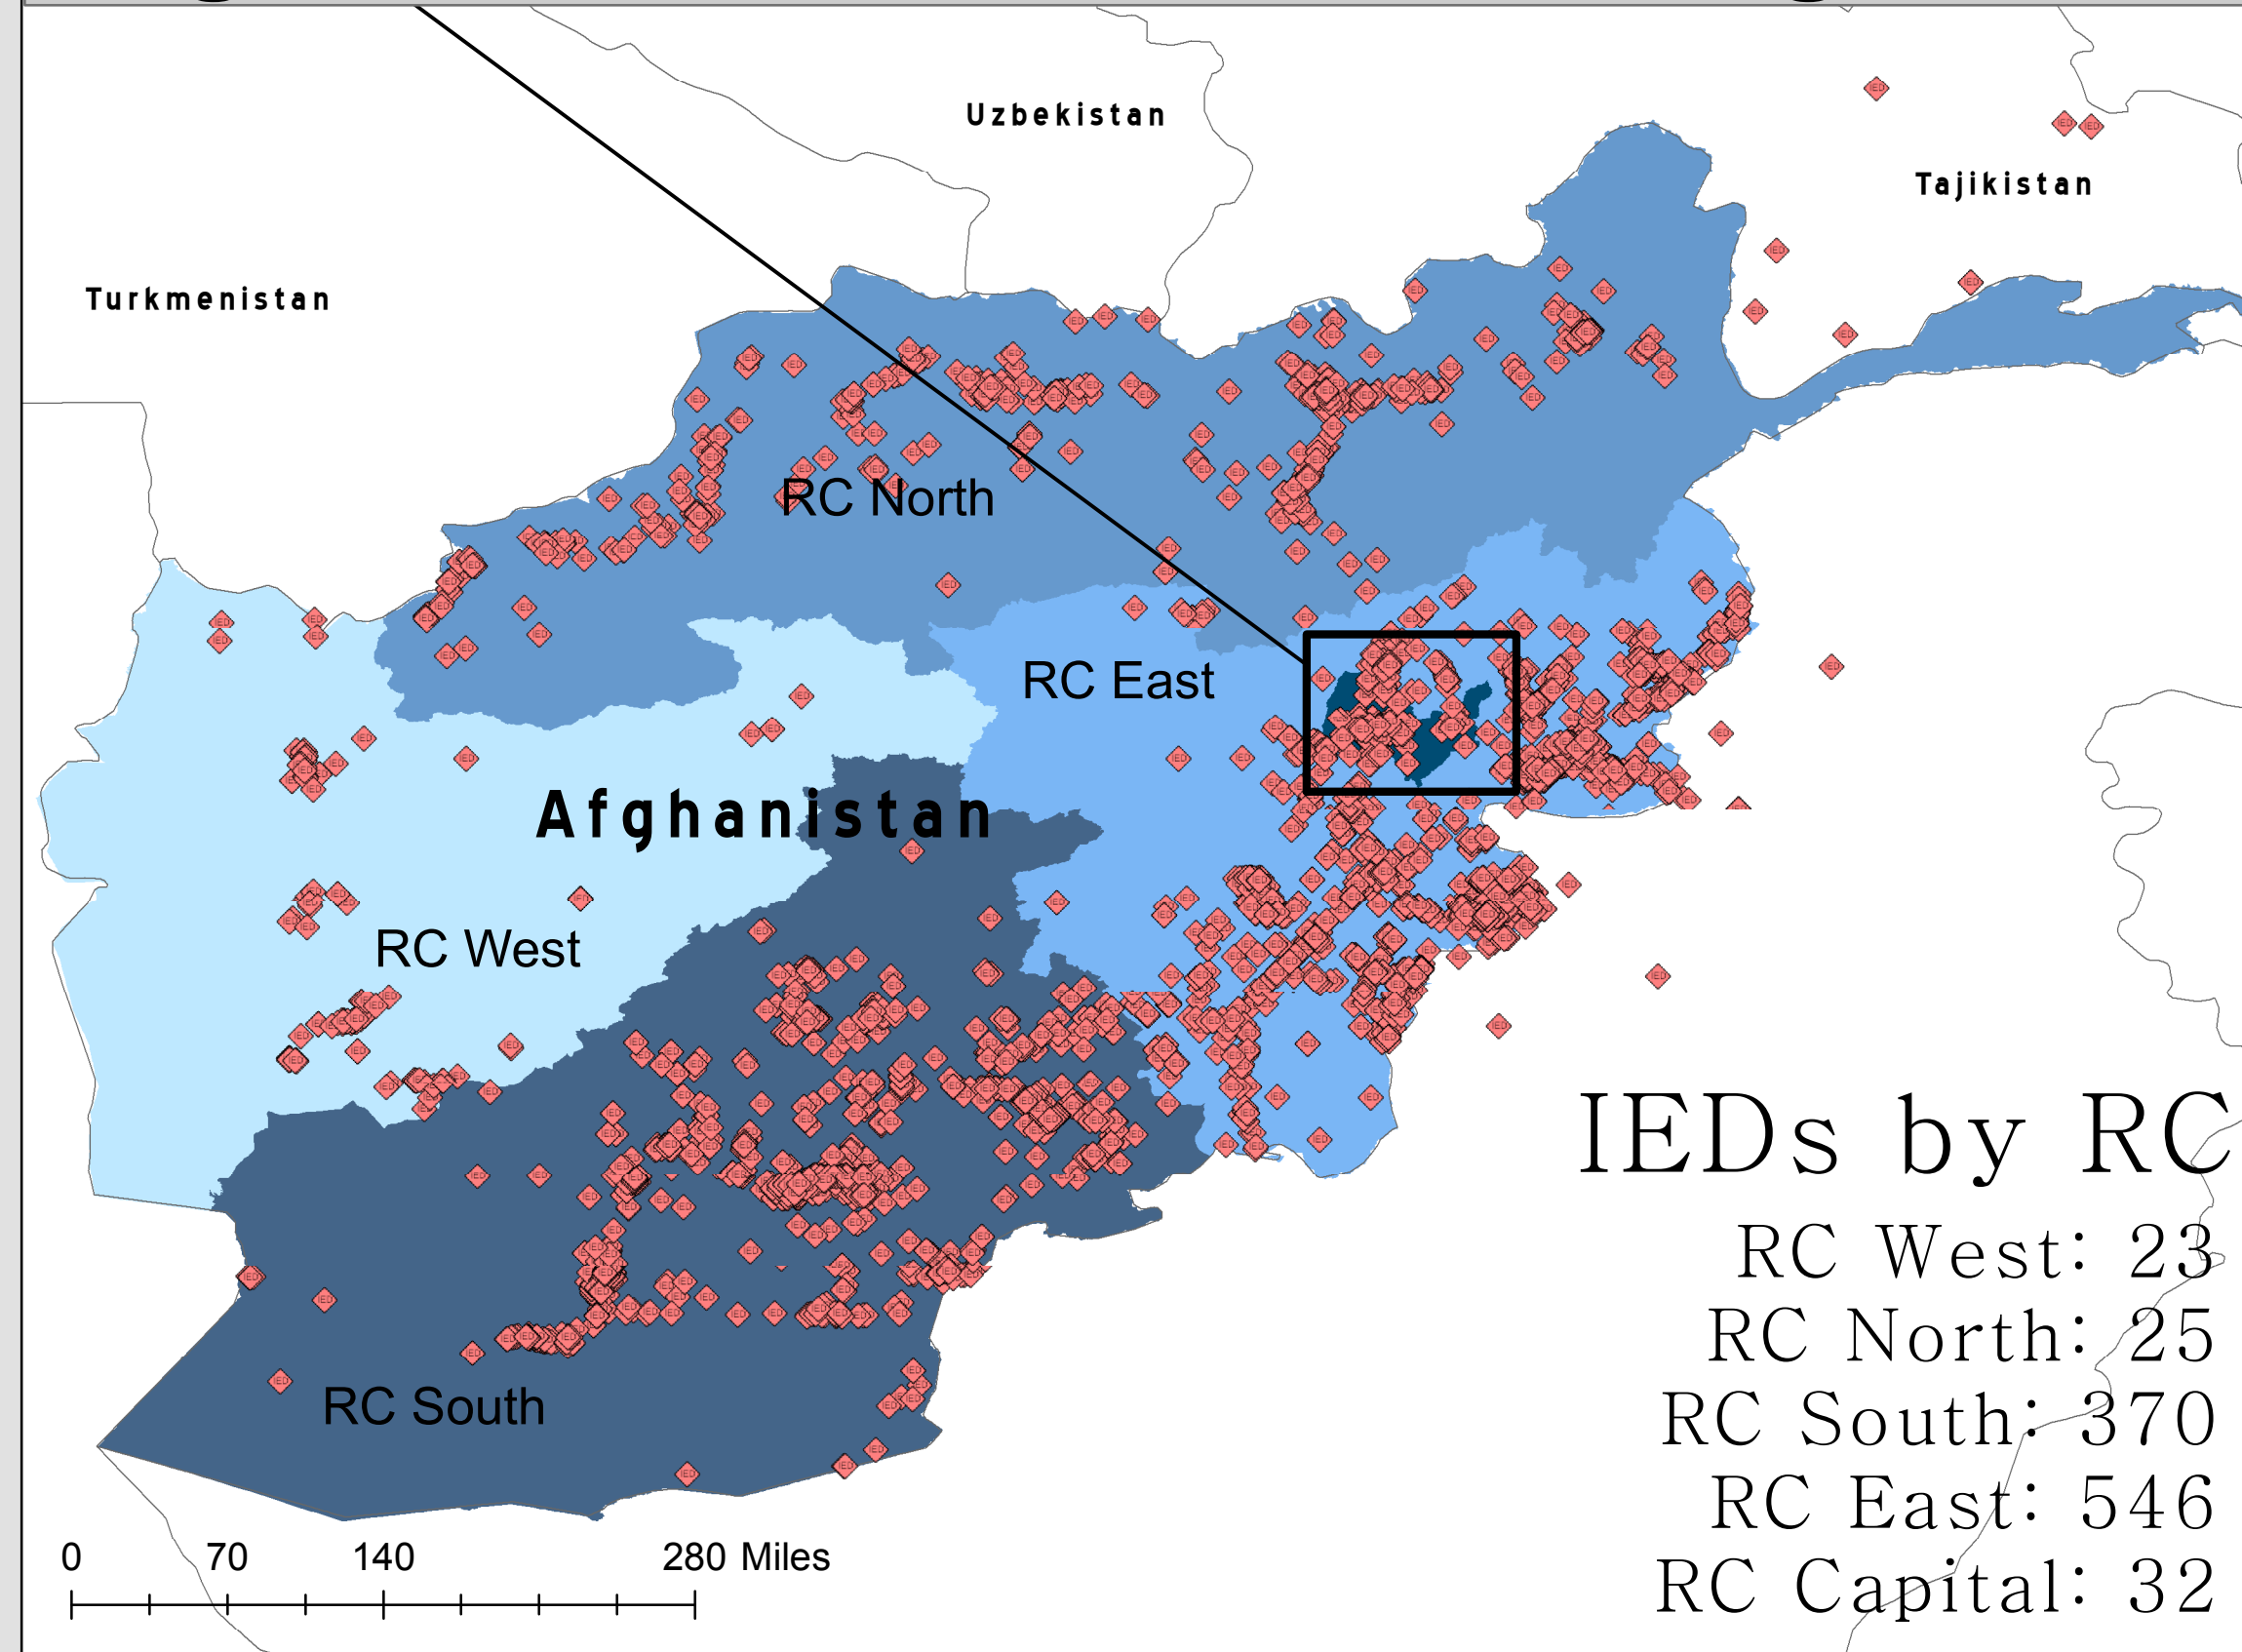 Uzbekistan
Tajikistan
Turkmenistan
RC North
RC East
Afghanistan
RC West
IEDs by RC
RC West: 23
RC North: 25
RC South: 370
RC East: 546
RC Capital: 32
RC South
0 70 140 280 Miles
IED